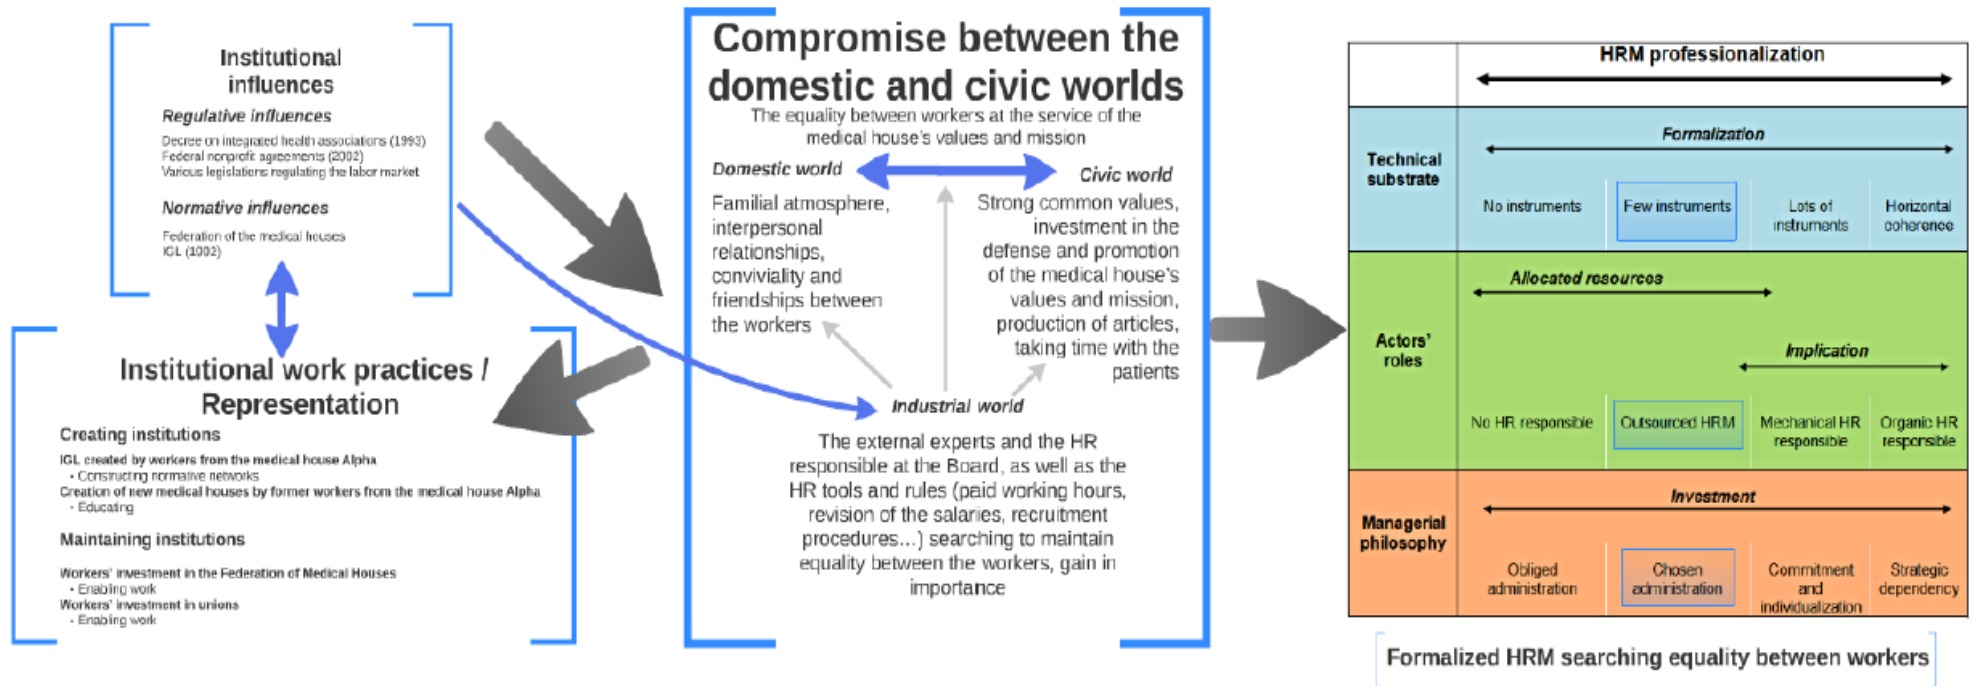 Institutional
influences
Regulative influences
Decree on integrated health associations (1993)
Federal nonprofit agreements (2002)
Various legislations regulating the labor market
Normative influences
Federation of the medical houses
IGL (1992)
Institutional work practices /
Representation
Creating institutions
IGL created by workers from the medical house Alpha
- Constructing normative networks
Creation of new medical houses by former workers from the medical house Alpha
- Educating
Maintaining institutions
Workers' investment in the Federation of Medical Houses
- Enabling work
Workers' investment in unions
- Enabling work
Compromise between the
domestic and civic worlds
The equality between workers at the service of the
medical house's values and mission
Domestic world
Familial atmosphere,
interpersonal
relationships,
conviviality and
friendships between
the workers
Civic world
Strong common values,
investment in the
defense and promotion
of the medical house's
values and mission,
production of articles,
taking time with the
patients
Industrial world
The external experts and the HR
responsible at the Board, as well as the
HR tools and rules (paid working hours,
revision of the salaries, recruitment
procedures...) searching to maintain
equality between the workers, gain in
importance
HRM professionalization
Technical
substrate
Formalization
No instruments
Few instruments
Lots of
instruments
Horizontal
coherence
Actors'
roles
Allocated resources
Implication
No HR responsible
Outsourced HRM
Mechanical HR
responsible
Organic HR
responsible
Managerial
philosophy
Investment
Obliged
administration
Chosen
administration
Commitment
and
individualization
Strategic
dependency
Formalized HRM searching equality between workers